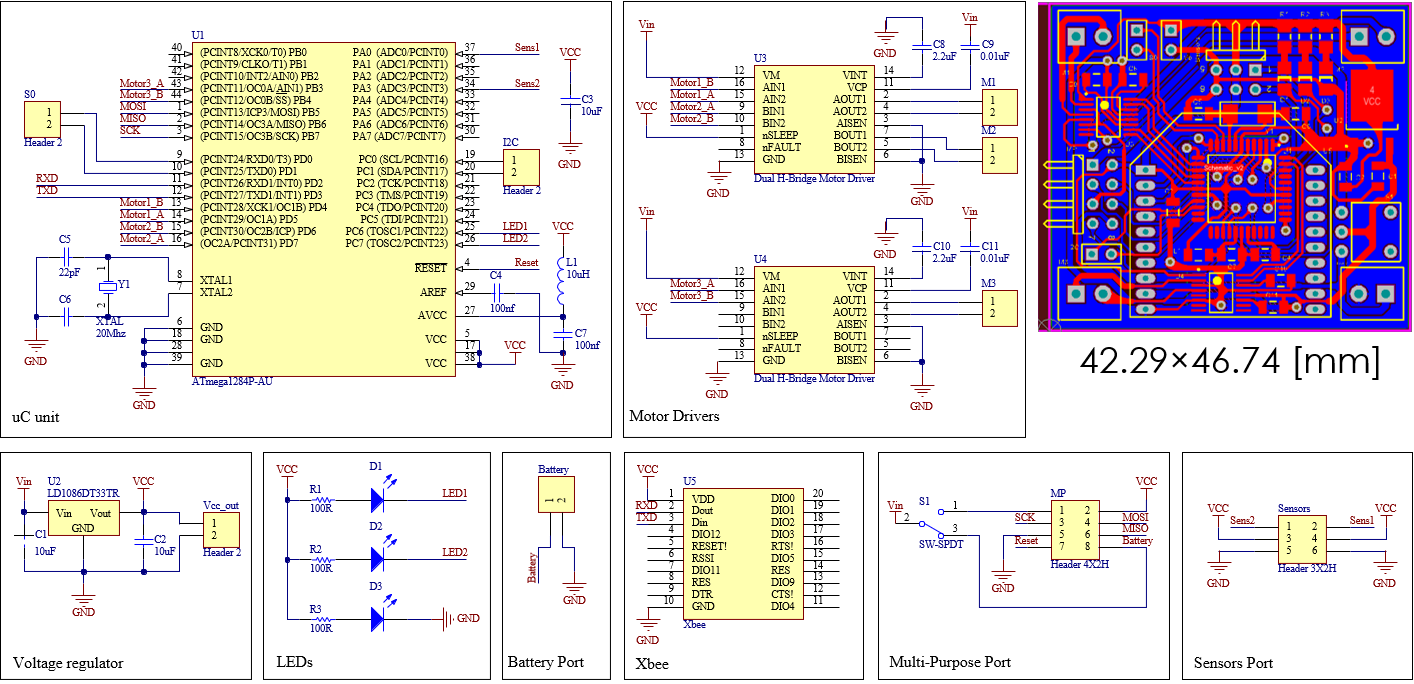 U1
40 (PCINT8/XCK0/T0) PB0 PA0 (ADC0/PCINT0) 37 Sens1
41 (PCINT9/CLKO/T1) PB1 PA1 (ADC1/PCINT1) 36
42 (PCINT10/INT2/AIN0) PB2 PA2 (ADC2/PCINT2) 35
Motor3_A 43 (PCINT11/OC0A/AIN1) PB3 PA3 (ADC3/PCINT3) 34 Sens2
Motor3_B 44 (PCINT12/OC0B/SS) PB4 PA4 (ADC4/PCINT4) 33
MOSI 1 (PCINT13/ICP3/MOSI) PB5 PA5 (ADC5/PCINT5) 32
MISO 2 (PCINT14/OC3A/MISO) PB6 PA6 (ADC6/PCINT6) 31
SCK 3 (PCINT15/OC3B/SCK) PB7 PA7 (ADC7/PCINT7) 30
9 (PCINT24/RXD0/T3) PD0 PC0 (SCL/PCINT16) 19
10 (PCINT25/TXD0) PD1 PC1 (SDA/PCINT17) 20
RXD 11 (PCINT26/RXD1/INT0) PD2 PC2 (TCK/PCINT18) 21
TXD 12 (PCINT27/TXD1/INT1) PD3 PC3 (TMS/PCINT19) 22
Motor1_B 13 (PCINT28/XCK1/OC1B) PD4 PC4 (TDO/PCINT20) 23
Motor1_A 14 (PCINT29/OC1A) PD5 PC5 (TDI/PCINT21) 24
Motor2_B 15 (PCINT30/OC2B/ICP) PD6 PC6 (TOSC1/PCINT22) 25 LED1
Motor2_A 16 (OC2A/PCINT31) PD7 PC7 (TOSC2/PCINT23) 26 LED2
RESET 4 Reset
8 XTAL1
7 XTAL2 AREF 29
AVCC 27
6 GND
18 GND VCC 5
28 VCC 17
39 GND VCC 38
ATmega1284P-AU
S0
1
2
Header 2
I2C
1
2
Header 2
VCC
C3
10uF
GND
C5
22pF
C6
1
2
Y1
XTAL
20Mhz
GND
GND
VCC
L1
10uH
C4
100nf
C7
100nf
VCC
GND
uC unit
Vin
VCC
U3
Motor1_B
Motor1_A
Motor2_A
Motor2_B
12 VM VINT 14
16 AIN1 VCP 11
15 AIN2 AOUT1 2
9 BIN1 AOUT2 4
10 BIN2 AISEN 3
1 nSLEEP BOUT1 7
8 nFAULT BOUT2 5
13 GND BISEN 6
Dual H-Bridge Motor Driver
GND
GND
GND
C8
2.2uF
Vin
C9
0.01uF
M1
1
2
M2
1
2
Vin
VCC
U4
Motor3_A
Motor3_B
12 VM VINT 14
16 AIN1 VCP 11
15 AIN2 AOUT1 2
9 BIN1 AOUT2 4
10 BIN2 AISEN 3
1 nSLEEP BOUT1 7
8 nFAULT BOUT2 5
13 GND BISEN 6
Dual H-Bridge Motor Driver
GND
GND
GND
C10
2.2uF
Vin
C11
0.01uF
M3
1
2
Motor Drivers
4
VCC
Schematic_v2
42.29×46.74 [mm]
Vin
U2
LD1086DT33TR
Vin Vout
GND
VCC
Vcc_out
1
2
Header 2
C1
10uF
C2
10uF
GND
Voltage regulator
VCC
R1
100R
D1
LED1
R2
100R
D2
LED2
R3
100R
D3
GND
LEDs
Battery
1 2
Battery
GND
Battery Port
VCC
U5
1 VDD DIO0 20
RXD 2 Dout DIO1 19
TXD 3 Din DIO2 18
4 DIO12 DIO3 17
5 RESET! RTS! 16
6 RSSI DIO5 15
7 DIO11 RES 14
8 RES DIO9 13
9 DTR CTS! 12
10 GND DIO4 11
Xbee
GND
Xbee
Vin
S1
1
2
3
SW-SPDT
MP
VCC
1 2
SCK 3 4 MOSI
5 6 MISO
Reset 7 8 Battery
Header 4X2H
GND
Multi-Purpose Port
VCC
Sensors
VCC
Sens2 1 2 Sens1
3 4
5 6
Header 3X2H
GND
GND
Sensors Port